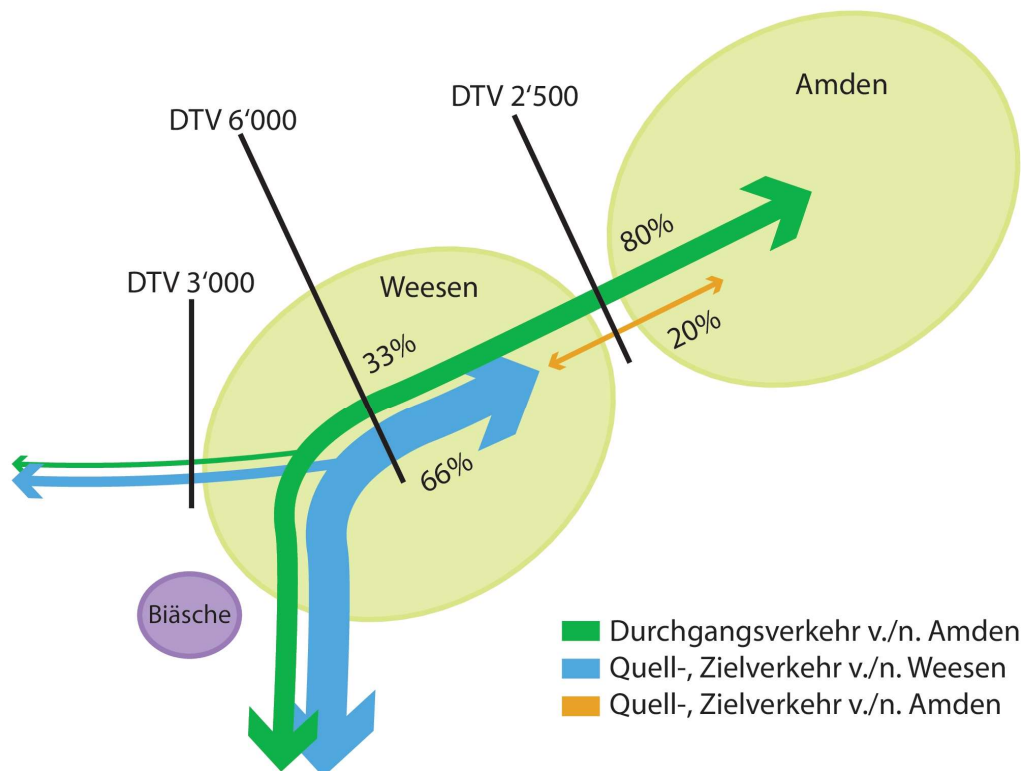 Amden
DTV 2‘500
DTV 6‘000
80%
DTV 3‘000
Weesen
20%
33%
66%
Biäsche
Durchgangsverkehr v./n. Amden
Quell-, Zielverkehr v./n. Weesen
Quell-, Zielverkehr v./n. Amden